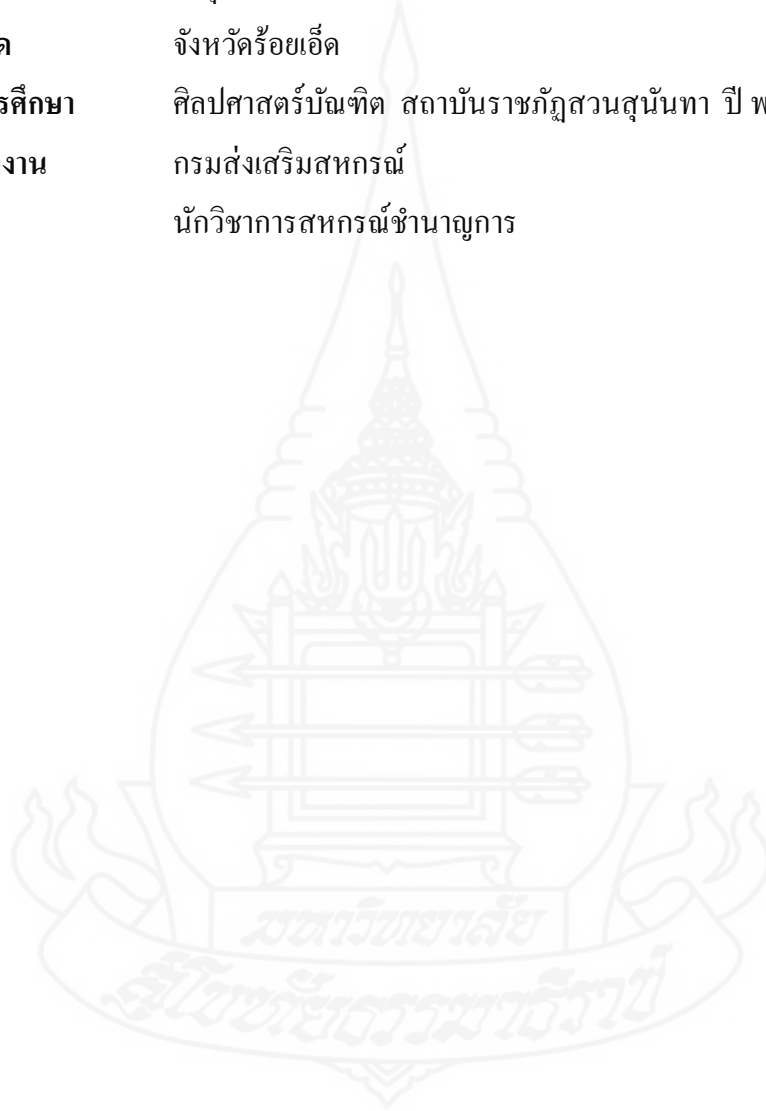 ด จังหวัดร้อยเอ็ด
รศึกษา ศิลปศาสตร์บัณฑิต สถาบันราชภัฏสวนสุนันทา ปี พ
งาน กรมส่งเสริมสหกรณ์
นักวิชาการสหกรณ์ชำนาญการ
มหาวิทยาลัย
สุโขทัยธรรมาธิราช